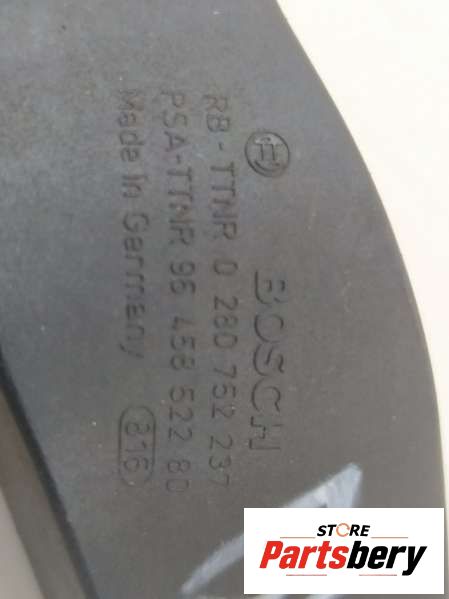 BOSCH
RB-TTNR 0 280 752 237
PSA-TTNR 96 458 522 80
Made in Germany 816
STORE
Partsbery